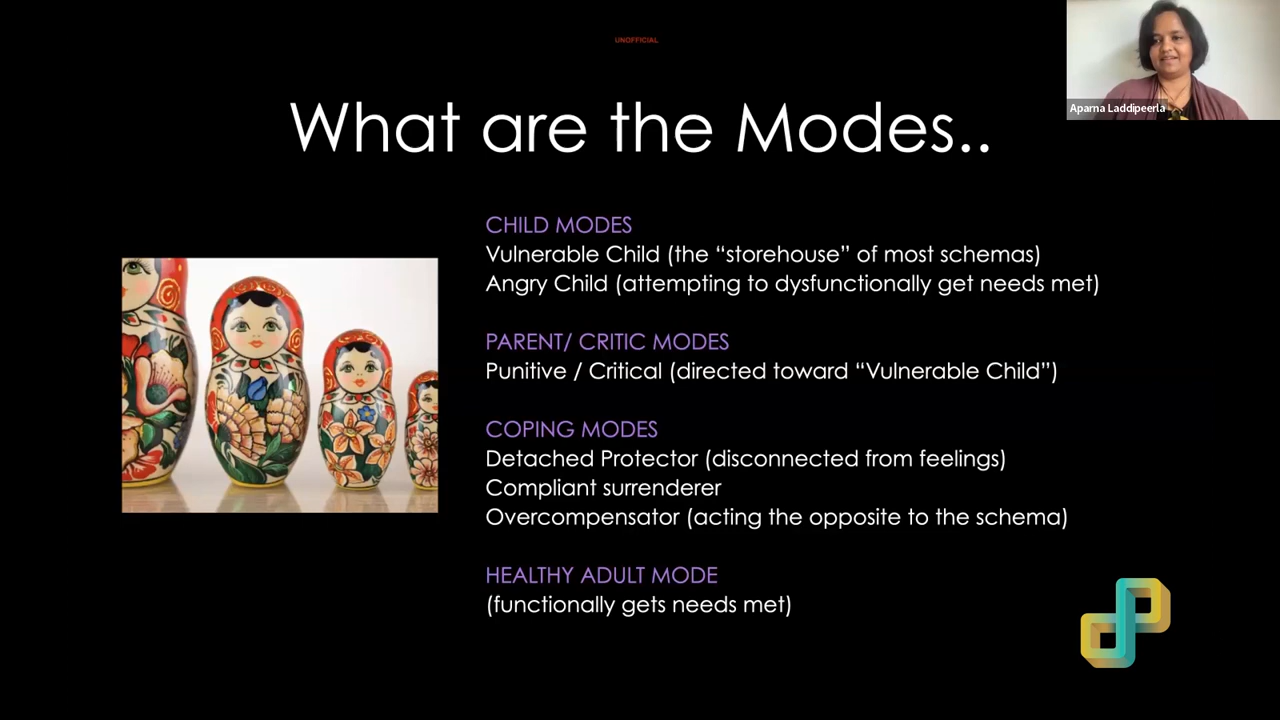 UNOFFICIAL
Aparna Laddipeerla
What are the Modes..
CHILD MODES
Vulnerable Child (the “storehouse” of most schemas)
Angry Child (attempting to dysfunctionally get needs met)
PARENT/ CRITIC MODES
Punitive / Critical (directed toward “Vulnerable Child”)
COPING MODES
Detached Protector (disconnected from feelings)
Compliant surrenderer
Overcompensator (acting the opposite to the schema)
HEALTHY ADULT MODE
(functionally gets needs met)